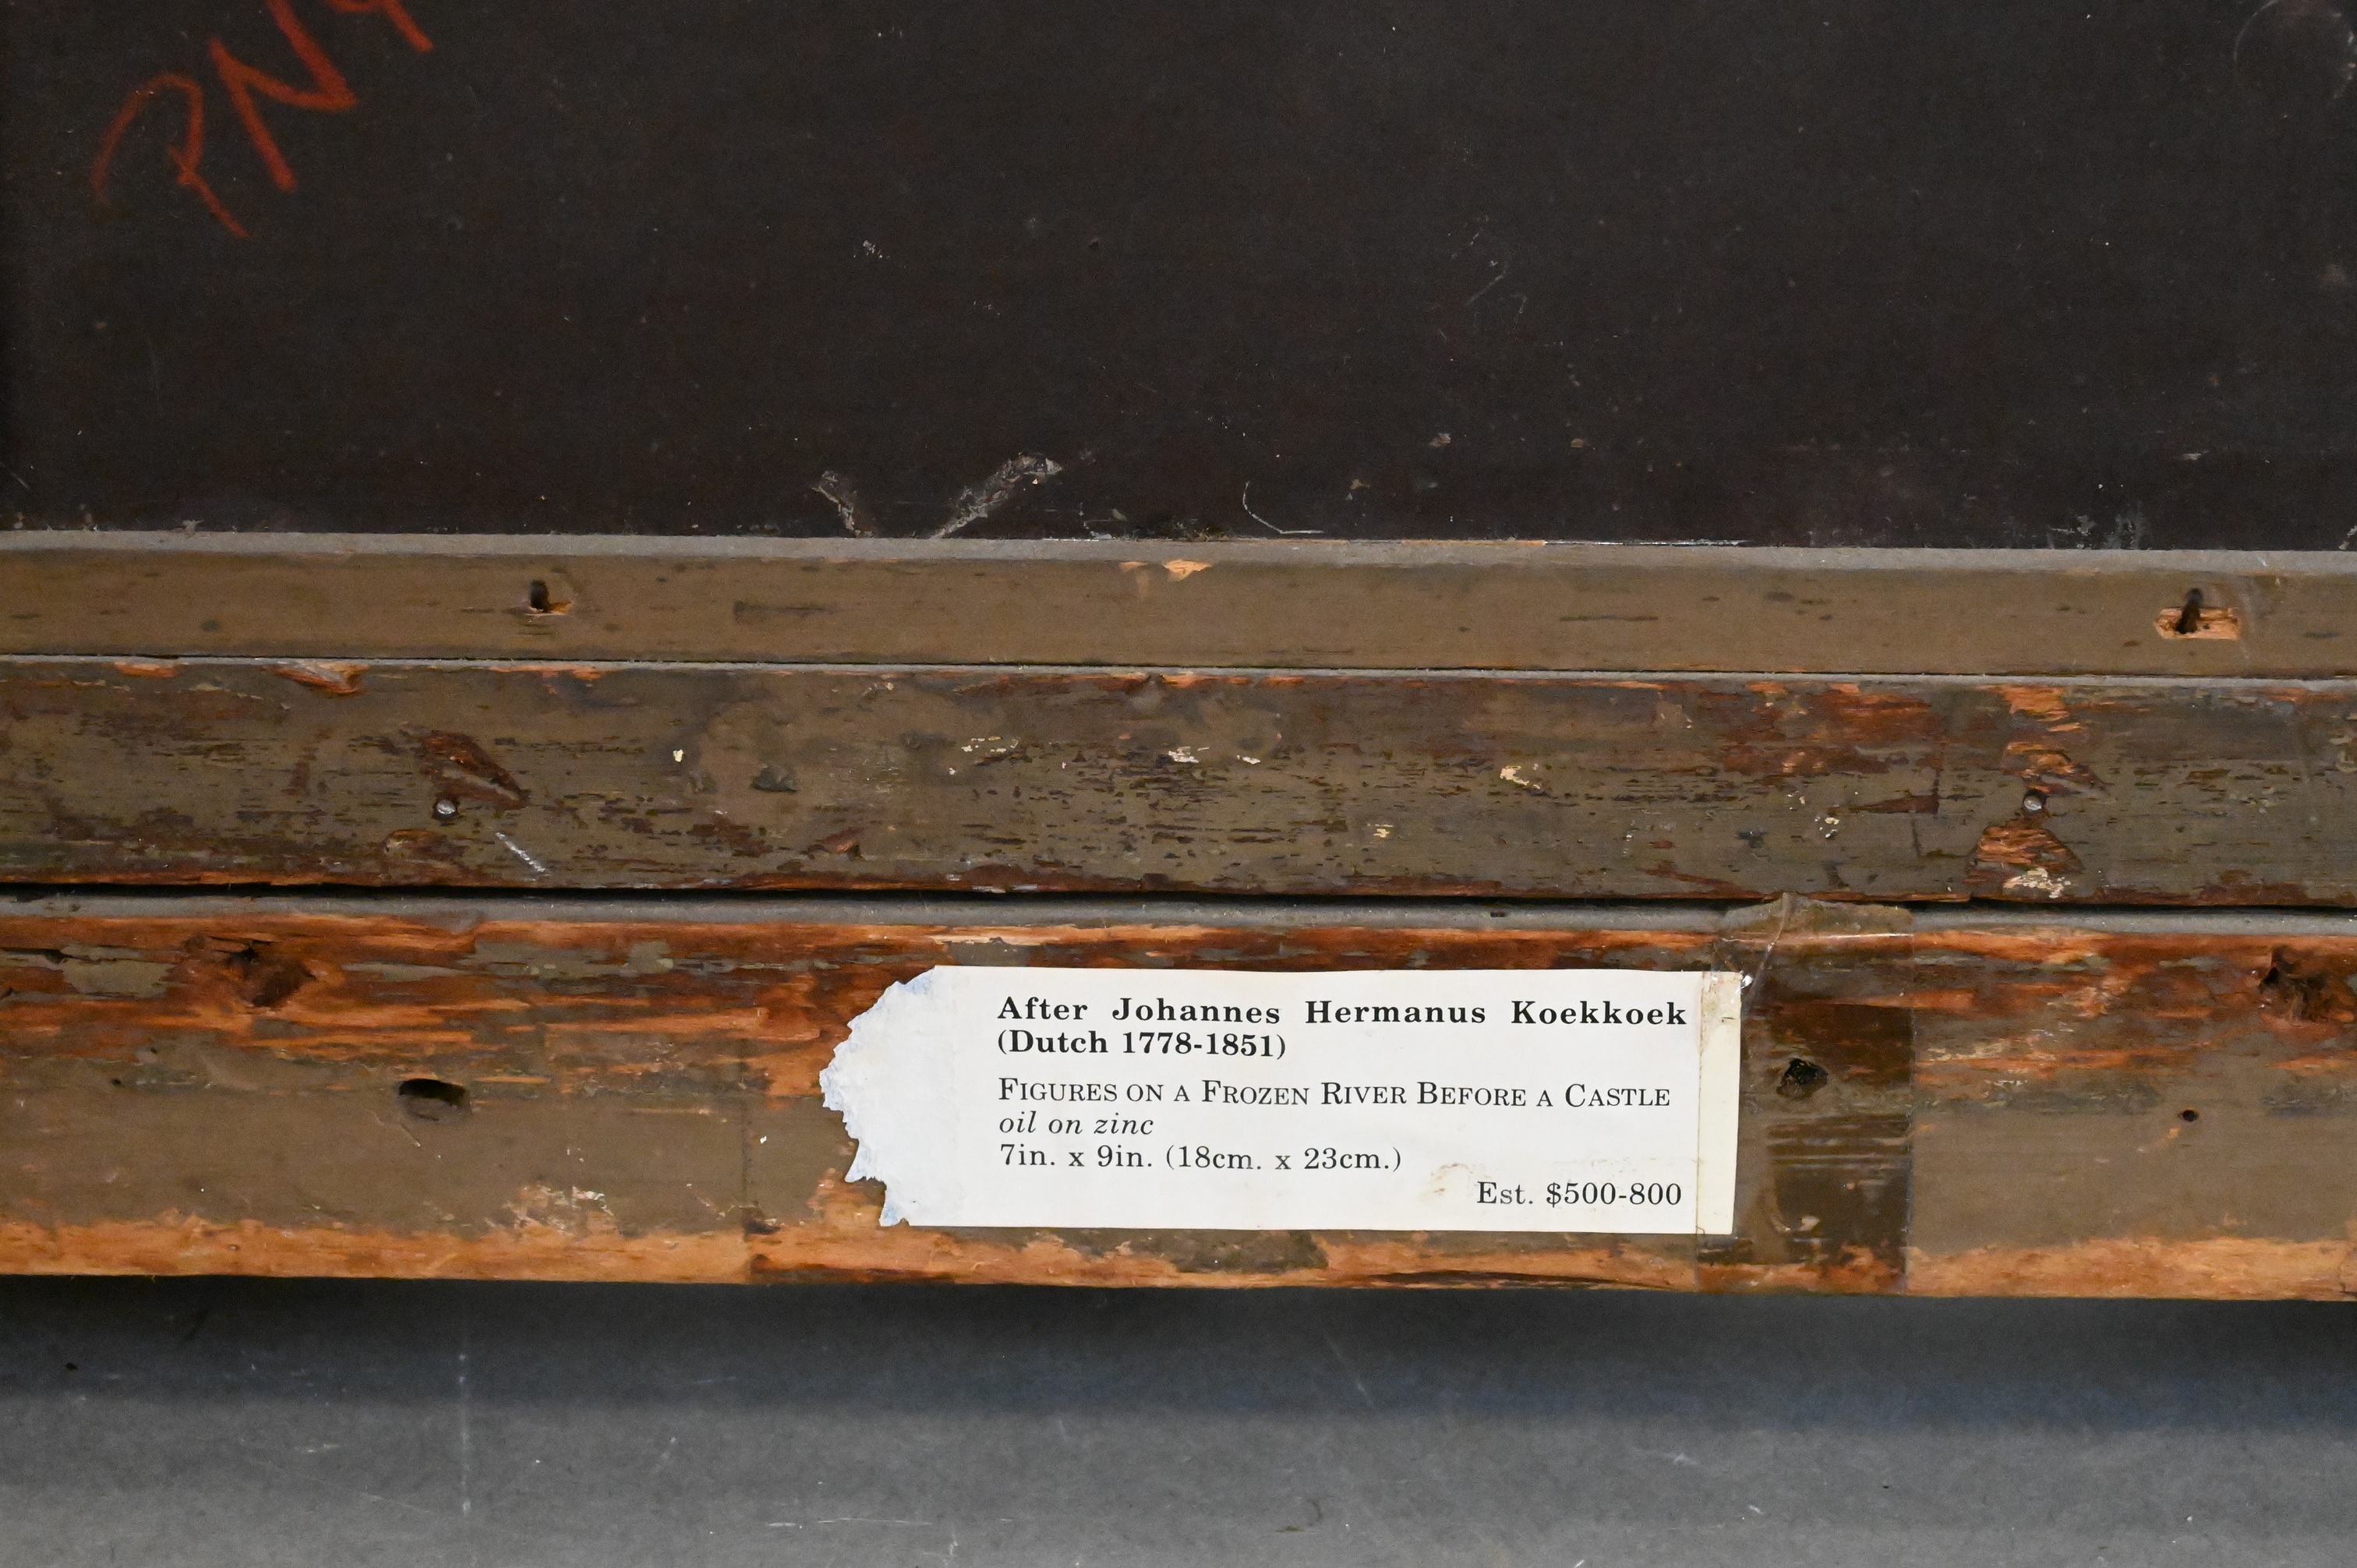 PN
After Johannes Hermanus Koekkoek
(Dutch 1778-1851)
FIGURES ON A FROZEN RIVER BEFORE A CASTLE
oil on zinc
7in. x 9in. (18cm. x 23cm.)
Est. $500-800